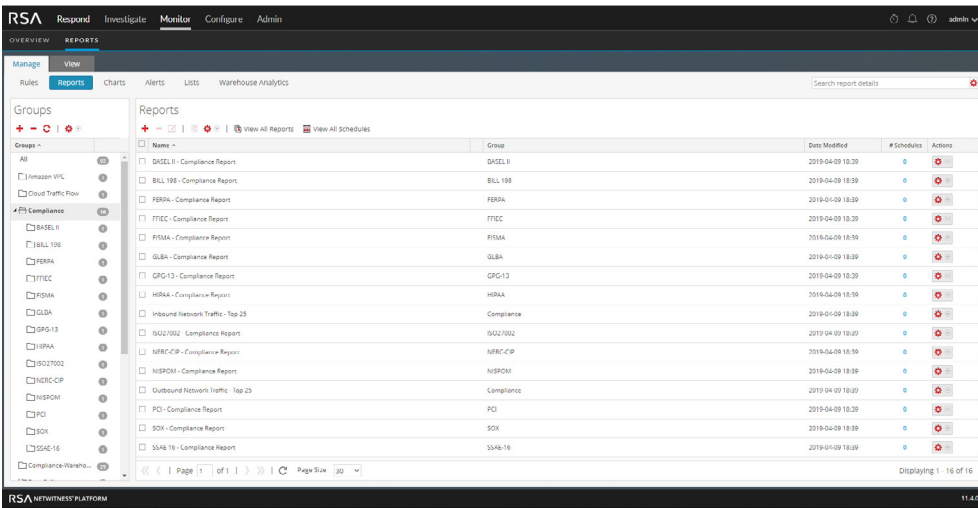 RSA Respond Investigate Monitor Configure Admin admin
OVERVIEW REPORTS
Manage View
Rules Reports Charts Alerts Lists Warehouse Analytics Search report details
Groups
Reports
View All Reports View All Schedules
Groups Name Group Date Modified # Schedules Actions
All 92 BASEL II - Compliance Report BASEL II 2019-04-09 18:39 0
Amazon VPC 1 BILL 198 - Compliance Report BILL 198 2019-04-09 18:39 0
Cloud Traffic Flow 1 FERPA - Compliance Report FERPA 2019-04-09 18:39 0
Compliance 16 FFIEC - Compliance Report FFIEC 2019-04-09 18:39 0
BASEL II 1 FISMA - Compliance Report FISMA 2019-04-09 18:39 0
BILL 198 1 GLBA - Compliance Report GLBA 2019-04-09 18:39 0
FERPA 1 GPG-13 - Compliance Report GPG-13 2019-04-09 18:39 0
FFIEC 1 HIPAA - Compliance Report HIPAA 2019-04-09 18:39 0
FISMA 1 Inbound Network Traffic - Top 25 Compliance 2019-04-09 18:39 0
GLBA 1 ISO27002 - Compliance Report ISO27002 2019-04-09 18:39 0
GPG-13 1 NERC-CIP - Compliance Report NERC-CIP 2019-04-09 18:39 0
HIPAA 1 NISPOM - Compliance Report NISPOM 2019-04-09 18:39 0
ISO27002 1 Outbound Network Traffic - Top 25 Compliance 2019-04-09 18:39 0
NERC-CIP 1 PCI - Compliance Report PCI 2019-04-09 18:39 0
NISPOM 1 SOX - Compliance Report SOX 2019-04-09 18:39 0
PCI 1 SSAE 16 - Compliance Report SSAE-16 2019-04-09 18:39 0
SOX 1
SSAE-16 1
Compliance-Wareho... Page 1 of 1 Page Size 30 Displaying 1 - 16 of 16
RSA NETWITNESS PLATFORM 11.4.0